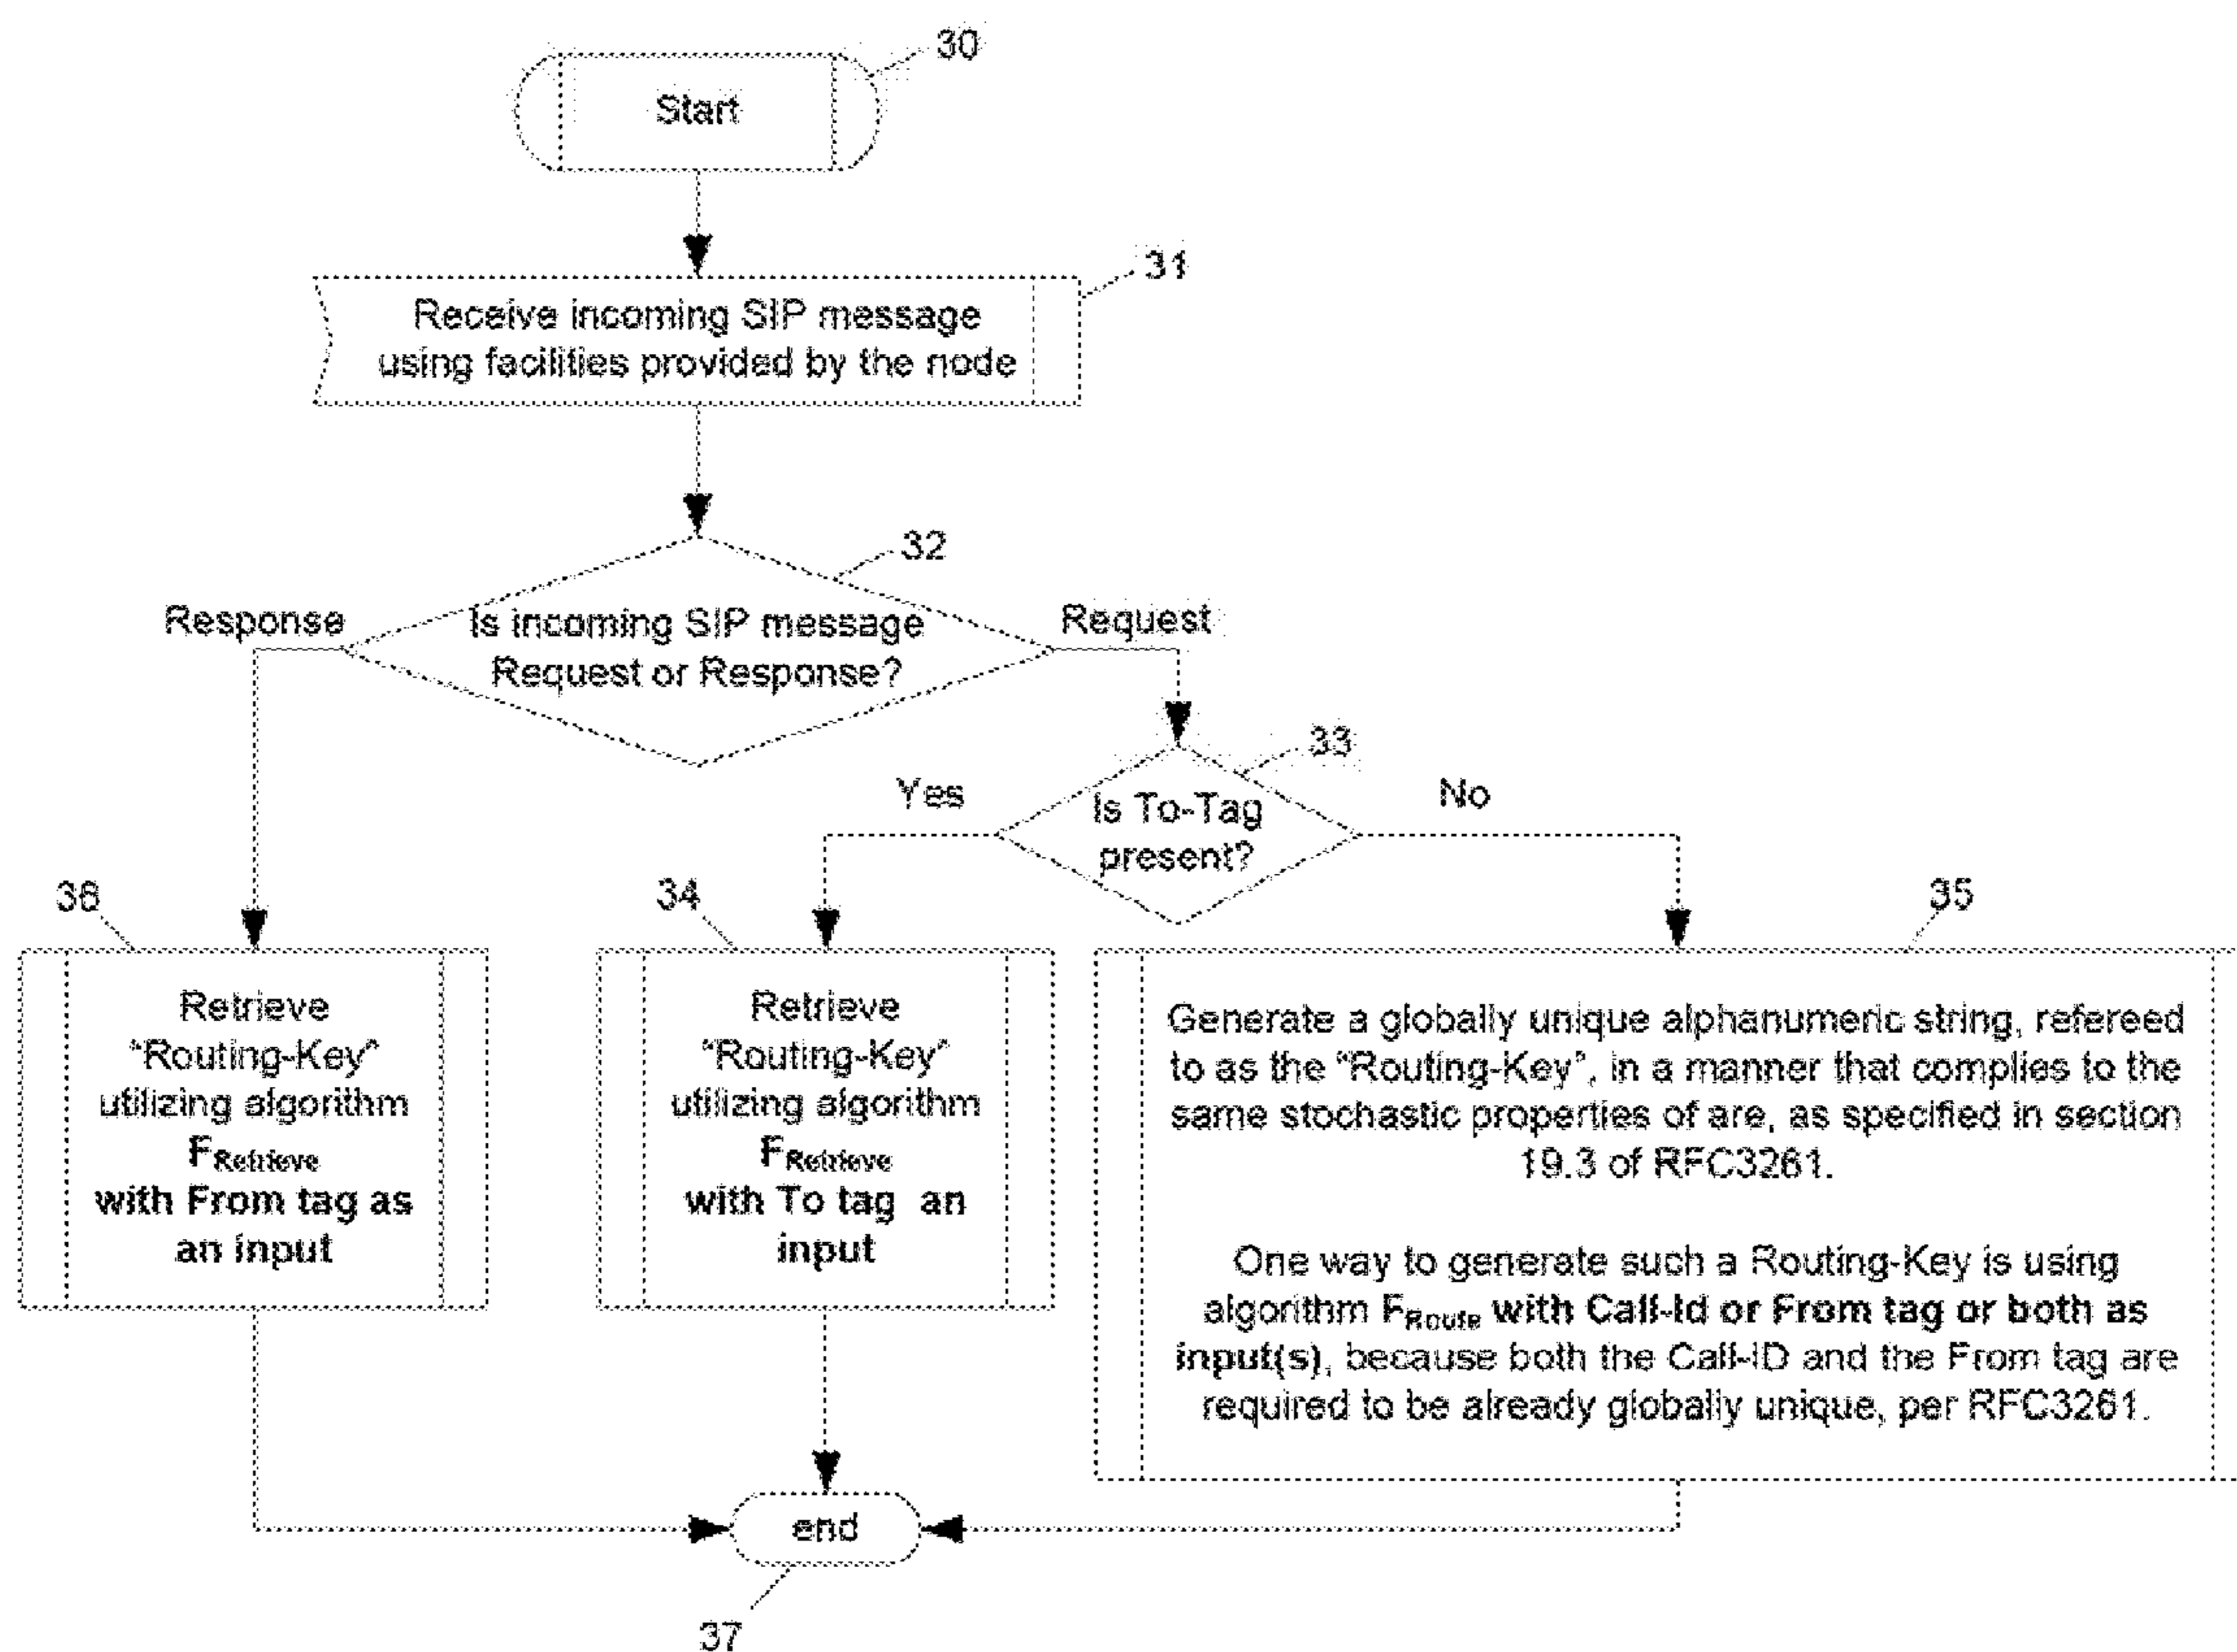 30
Start
31
Receive incoming SIP message
using facilities provided by the node
32
Response
Is incoming SIP message
Request or Response?
Request
33
Yes
Is To-Tag
present?
No
36
Retrieve
"Routing-Key"
utilizing algorithm
FRetrieve
with From tag as
an input
34
Retrieve
"Routing-Key"
utilizing algorithm
FRetrieve
with To tag an
input
35
Generate a globally unique alphanumeric string, refereed
to as the "Routing-Key", in a manner that complies to the
same stochastic properties of are, as specified in section
19.3 of RFC3261.
One way to generate such a Routing-Key is using
algorithm FRoute with Call-Id or From tag or both as
input(s), because both the Call-ID and the From tag are
required to be already globally unique, per RFC3261.
end
37